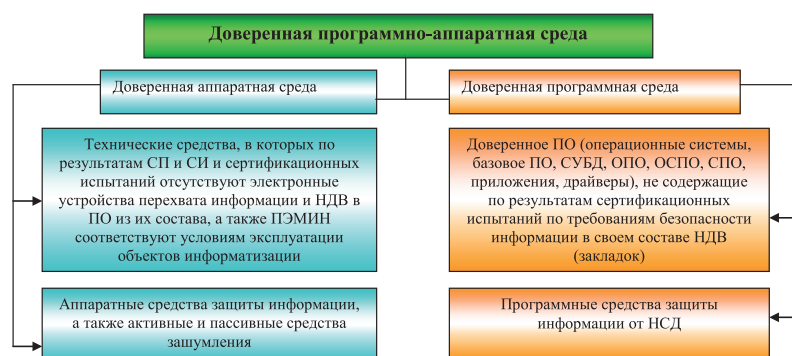 Доверенная программно-аппаратная среда
Доверенная аппаратная среда
Доверенная программная среда
Технические средства, в которых по
результатам СП и СИ и сертификационных
испытаний отсутствуют электронные
устройства перехвата информации и НДВ в
ПО из их состава, а также ПЭМИН
соответствуют условиям эксплуатации
объектов информатизации
Доверенное ПО (операционные системы,
базовое ПО, СУБД, ОПО, ОСПО, СПО,
приложения, драйверы), не содержащие
по результатам сертификационных
испытаний по требованиям безопасности
информации в своем составе НДВ
(закладок)
Аппаратные средства защиты информации,
а также активные и пассивные средства
зашумления
Программные средства защиты
информации от НСД